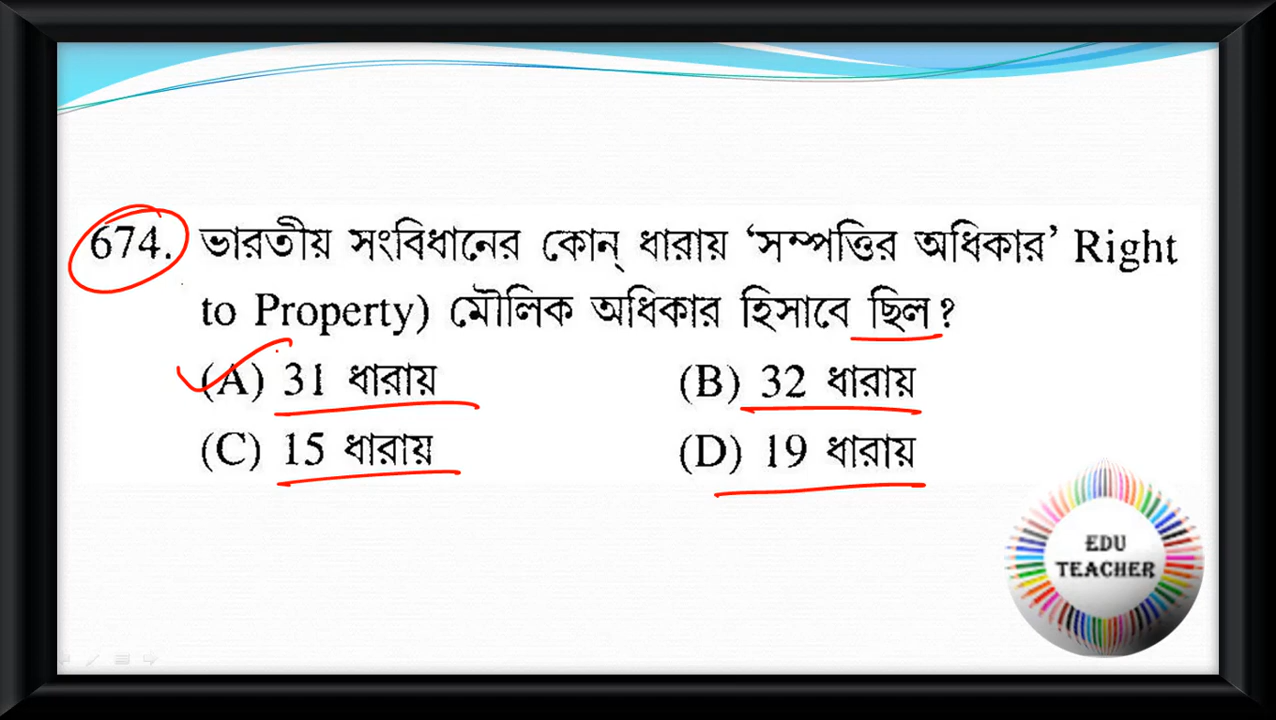 674. ভারতীয় সংবিধানের কোন্ ধারায় ‘সম্পত্তির অধিকার’ Right
to Property) মৌলিক অধিকার হিসাবে ছিল ?
(A) 31 ধারায় (B) 32 ধারায়
(C) 15 ধারায় (D) 19 ধারায়
EDU
TEACHER